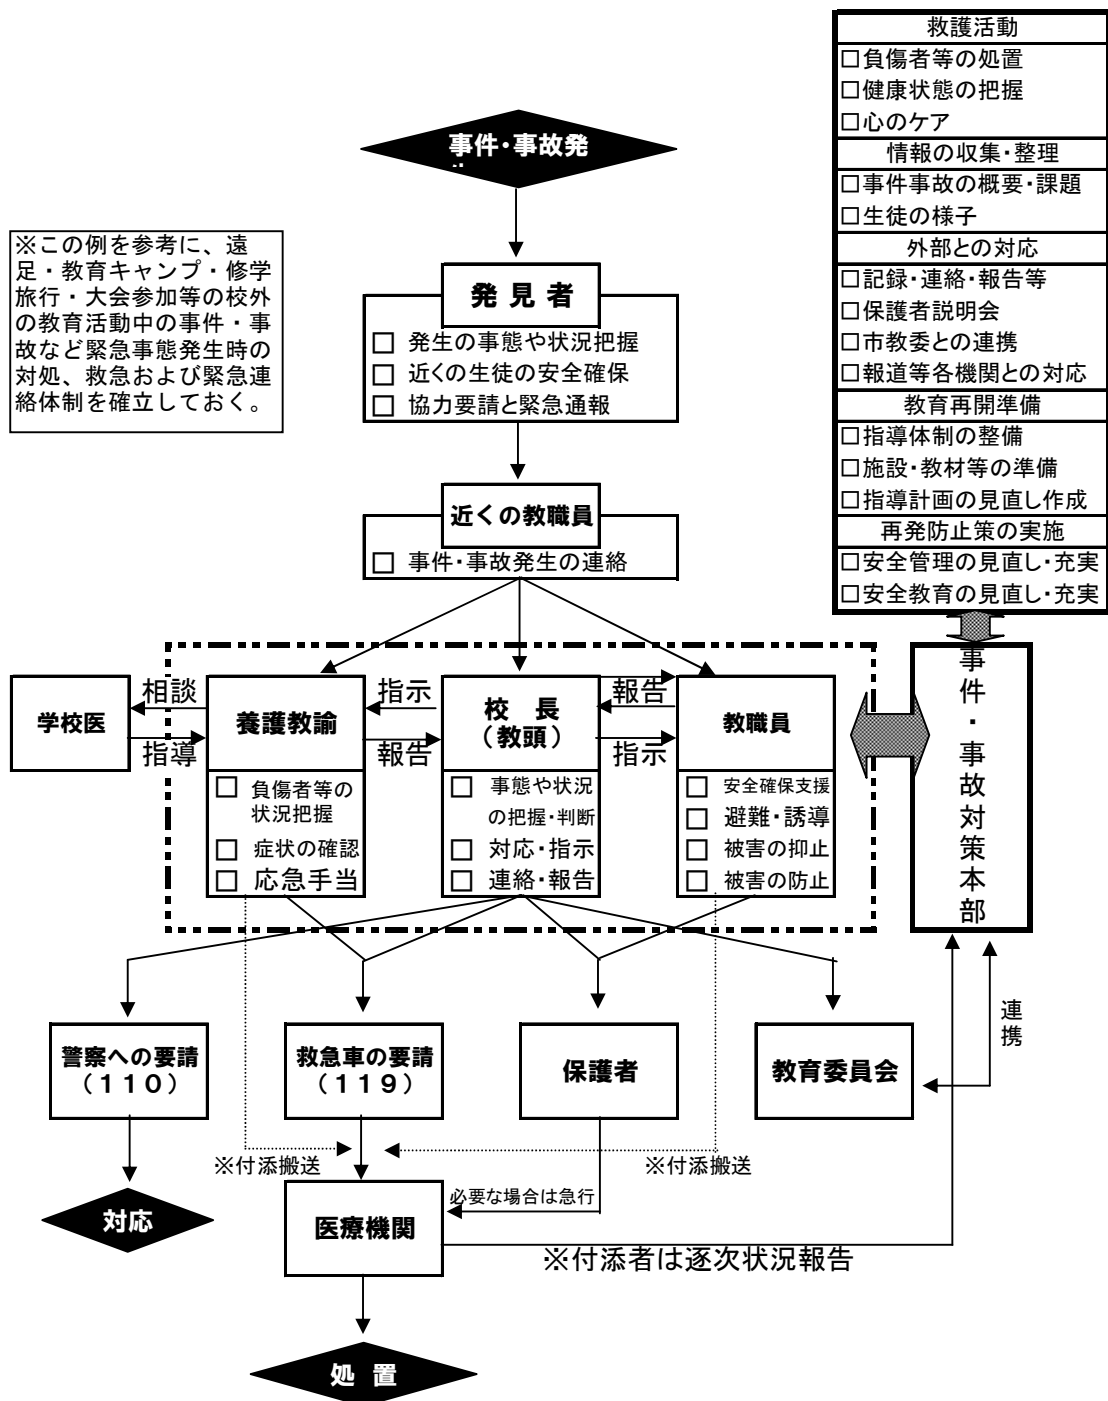 救護活動
□負傷者等の処置
□健康状態の把握
□心のケア
情報の収集・整理
□事件事故の概要・課題
□生徒の様子
外部との対応
□記録・連絡・報告等
□保護者説明会
□市教委との連携
□報道等各機関との対応
教育再開準備
□指導体制の整備
□施設・教材等の準備
□指導計画の見直し作成
再発防止策の実施
□安全管理の見直し・充実
□安全教育の見直し・充実
事件・事故発
※この例を参考に、遠
足・教育キャンプ・修学
旅行・大会参加等の校外
の教育活動中の事件・事
故など緊急事態発生時の
対処、救急および緊急連
絡体制を確立しておく。
発見者
□ 発生の事態や状況把握
□ 近くの生徒の安全確保
□ 協力要請と緊急通報
近くの教職員
□ 事件・事故発生の連絡
学校医
相談
指導
養護教諭
□ 負傷者等の
状況把握
□ 症状の確認
□ 応急手当
指示
報告
校 長
（教頭）
□ 事態や状況
の把握・判断
□ 対応・指示
□ 連絡・報告
報告
指示
教職員
□ 安全確保支援
□ 避難・誘導
□ 被害の抑止
□ 被害の防止
事件・事故対策本部
連携
警察への要請
（１１０）
救急車の要請
（１１９）
保護者
教育委員会
※付添搬送
※付添搬送
対応
医療機関
必要な場合は急行
※付添者は逐次状況報告
処 置